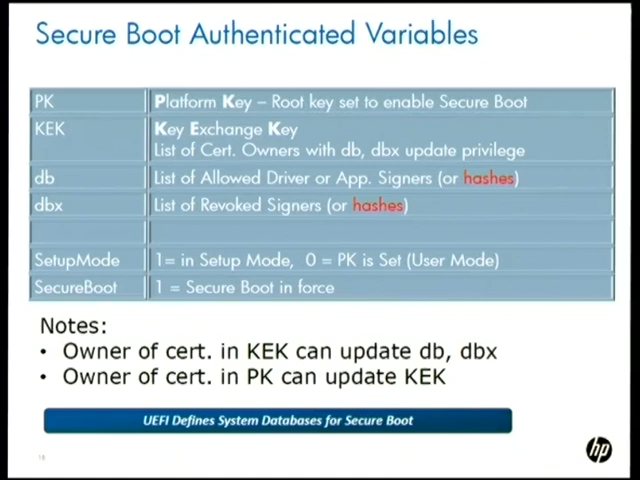 Secure Boot Authenticated Variables
PK Platform Key – Root key set to enable Secure Boot
KEK Key Exchange Key
List of Cert. Owners with db, dbx update privilege
db List of Allowed Driver or App. Signers (or hashes)
dbx List of Revoked Signers (or hashes)
SetupMode 1= in Setup Mode, 0 = PK is Set (User Mode)
SecureBoot 1 = Secure Boot in force
Notes:
• Owner of cert. in KEK can update db, dbx
• Owner of cert. in PK can update KEK
UEFI Defines System Databases for Secure Boot
hp